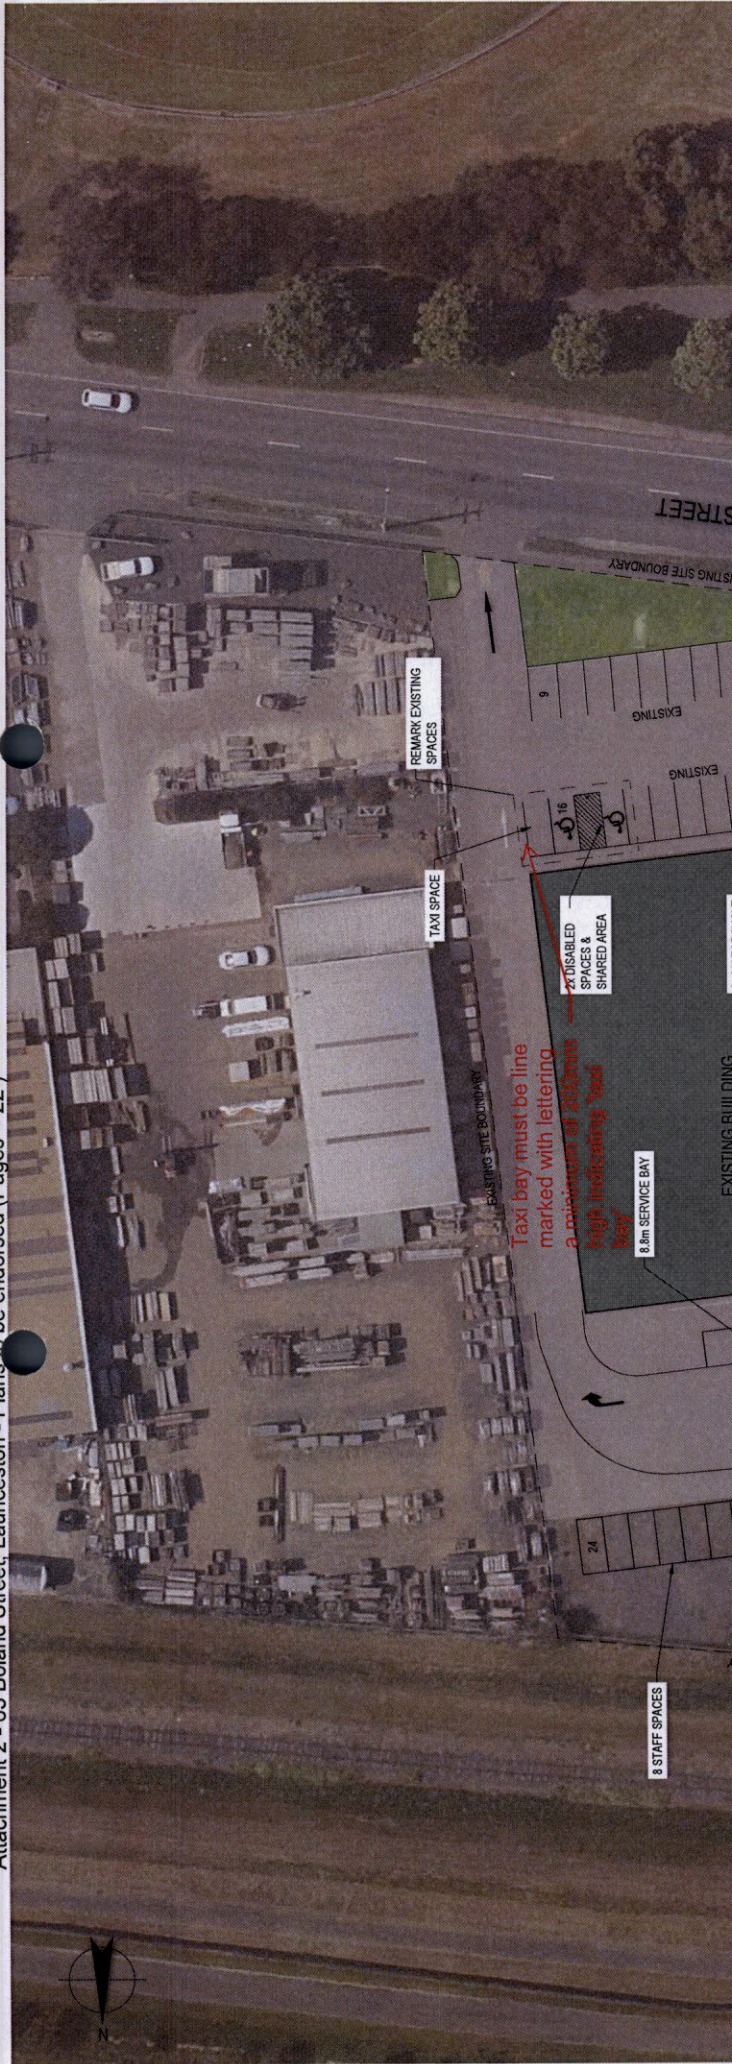 Attachment 2 - 65 Boland Street, Launceston - Plans to be endorsed (Pages - 22)
STREET
EXISTING SITE BOUNDARY
REMARK EXISTING
SPACES
9
EXISTING
EXISTING
16
TAXI SPACE
2x DISABLED
SPACES &
SHARED AREA
EXISTING SITE BOUNDARY
Taxi bay must be line
marked with lettering
a minimum of
high indicating 'taxi
bay'
EXISTING BUILDING
8.8m SERVICE BAY
24
8 STAFF SPACES
N